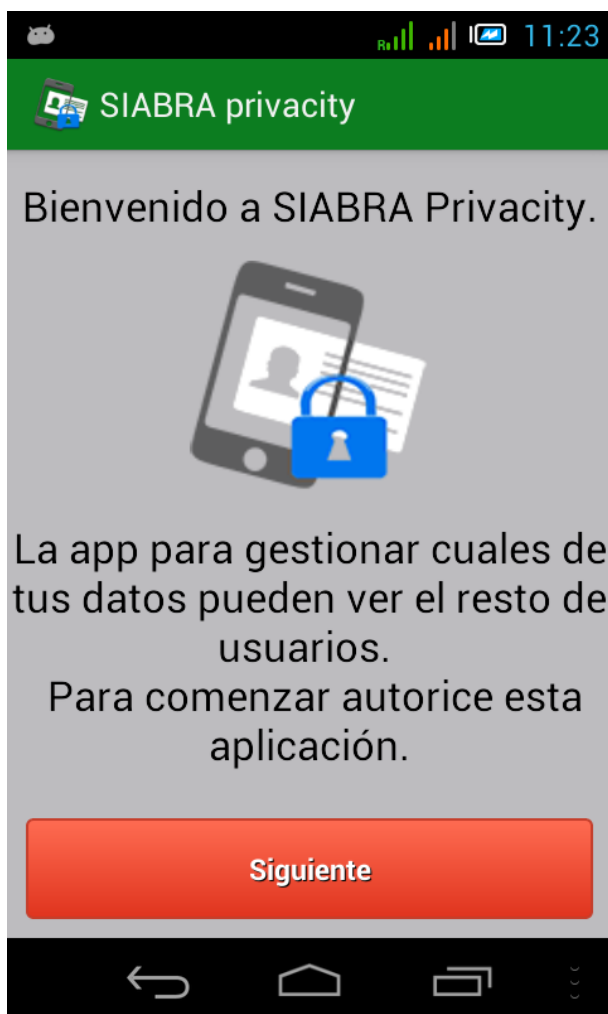 R 11:23
SIABRA privacity
Bienvenido a SIABRA Privacity.
La app para gestionar cuales de
tus datos pueden ver el resto de
usuarios.
Para comenzar autorice esta
aplicación.
Siguiente